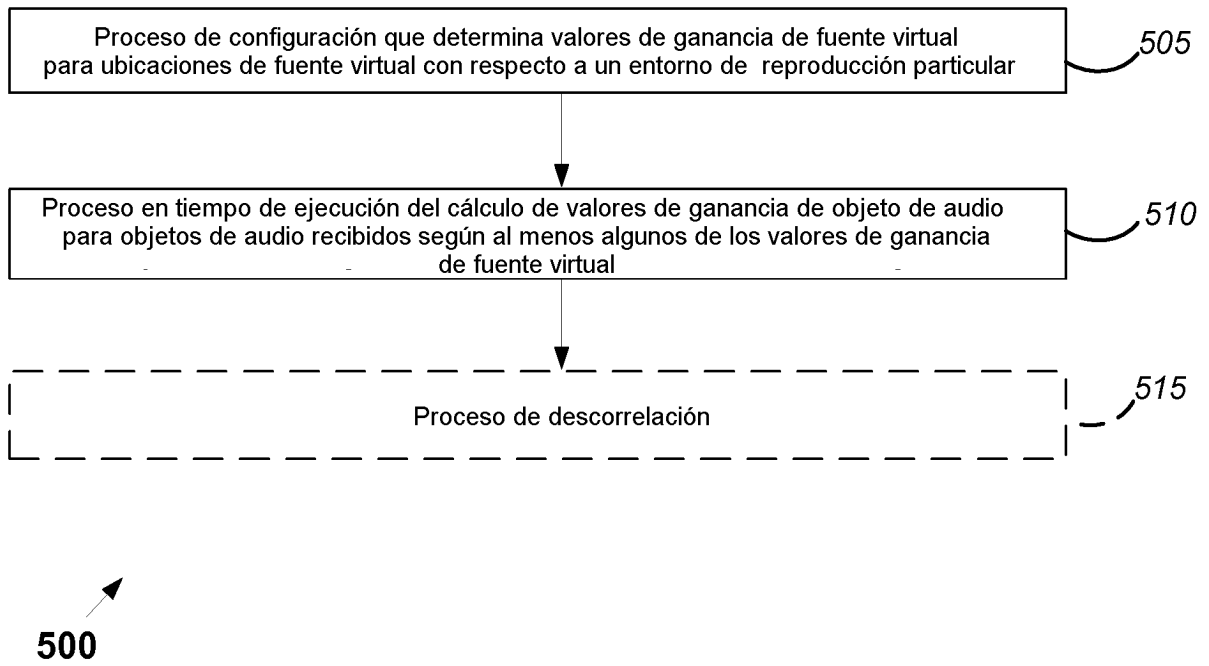 Proceso de configuración que determina valores de ganancia de fuente virtual
para ubicaciones de fuente virtual con respecto a un entorno de reproducción particular
505
Proceso en tiempo de ejecución del cálculo de valores de ganancia de objeto de audio
para objetos de audio recibidos según al menos algunos de los valores de ganancia
de fuente virtual
510
Proceso de descorrelación
515
500